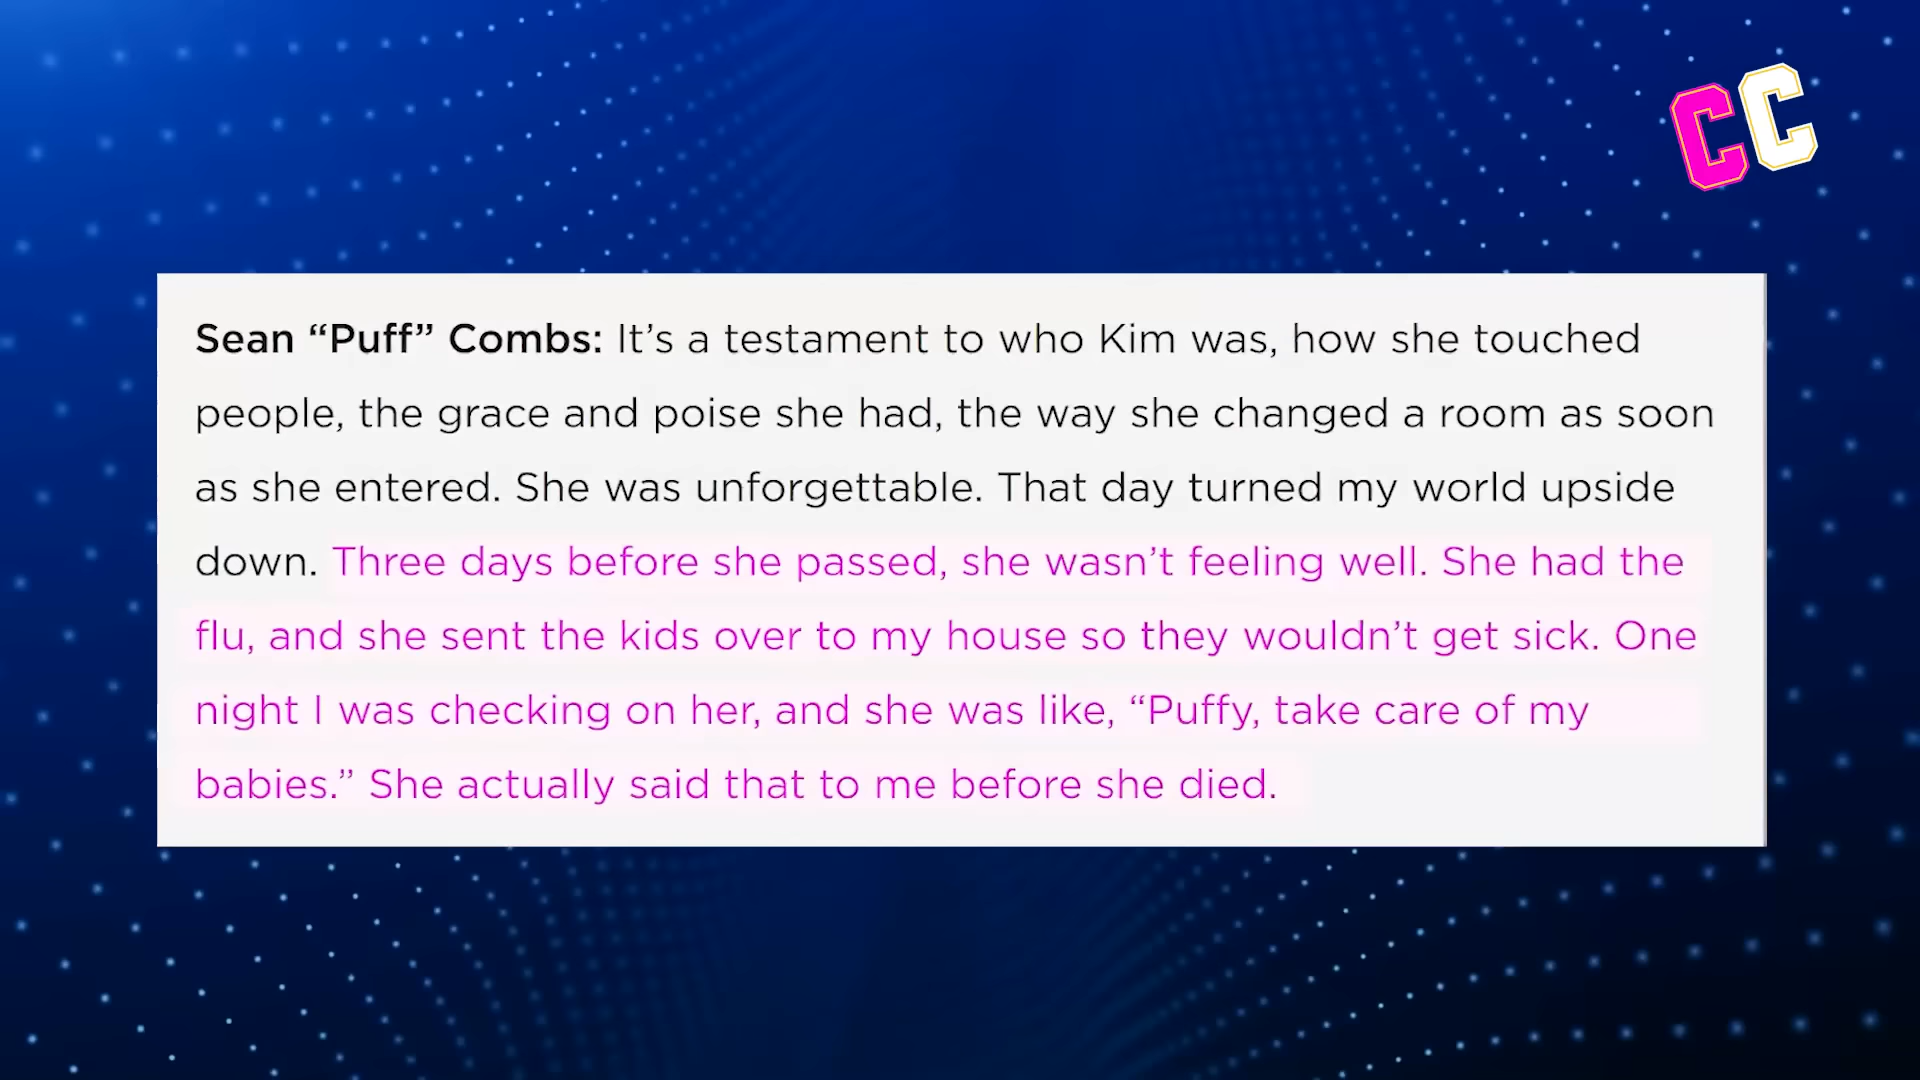 CC
Sean “Puff” Combs: It’s a testament to who Kim was, how she touched
people, the grace and poise she had, the way she changed a room as soon
as she entered. She was unforgettable. That day turned my world upside
down. Three days before she passed, she wasn’t feeling well. She had the
flu, and she sent the kids over to my house so they wouldn’t get sick. One
night I was checking on her, and she was like, “Puffy, take care of my
babies.” She actually said that to me before she died.